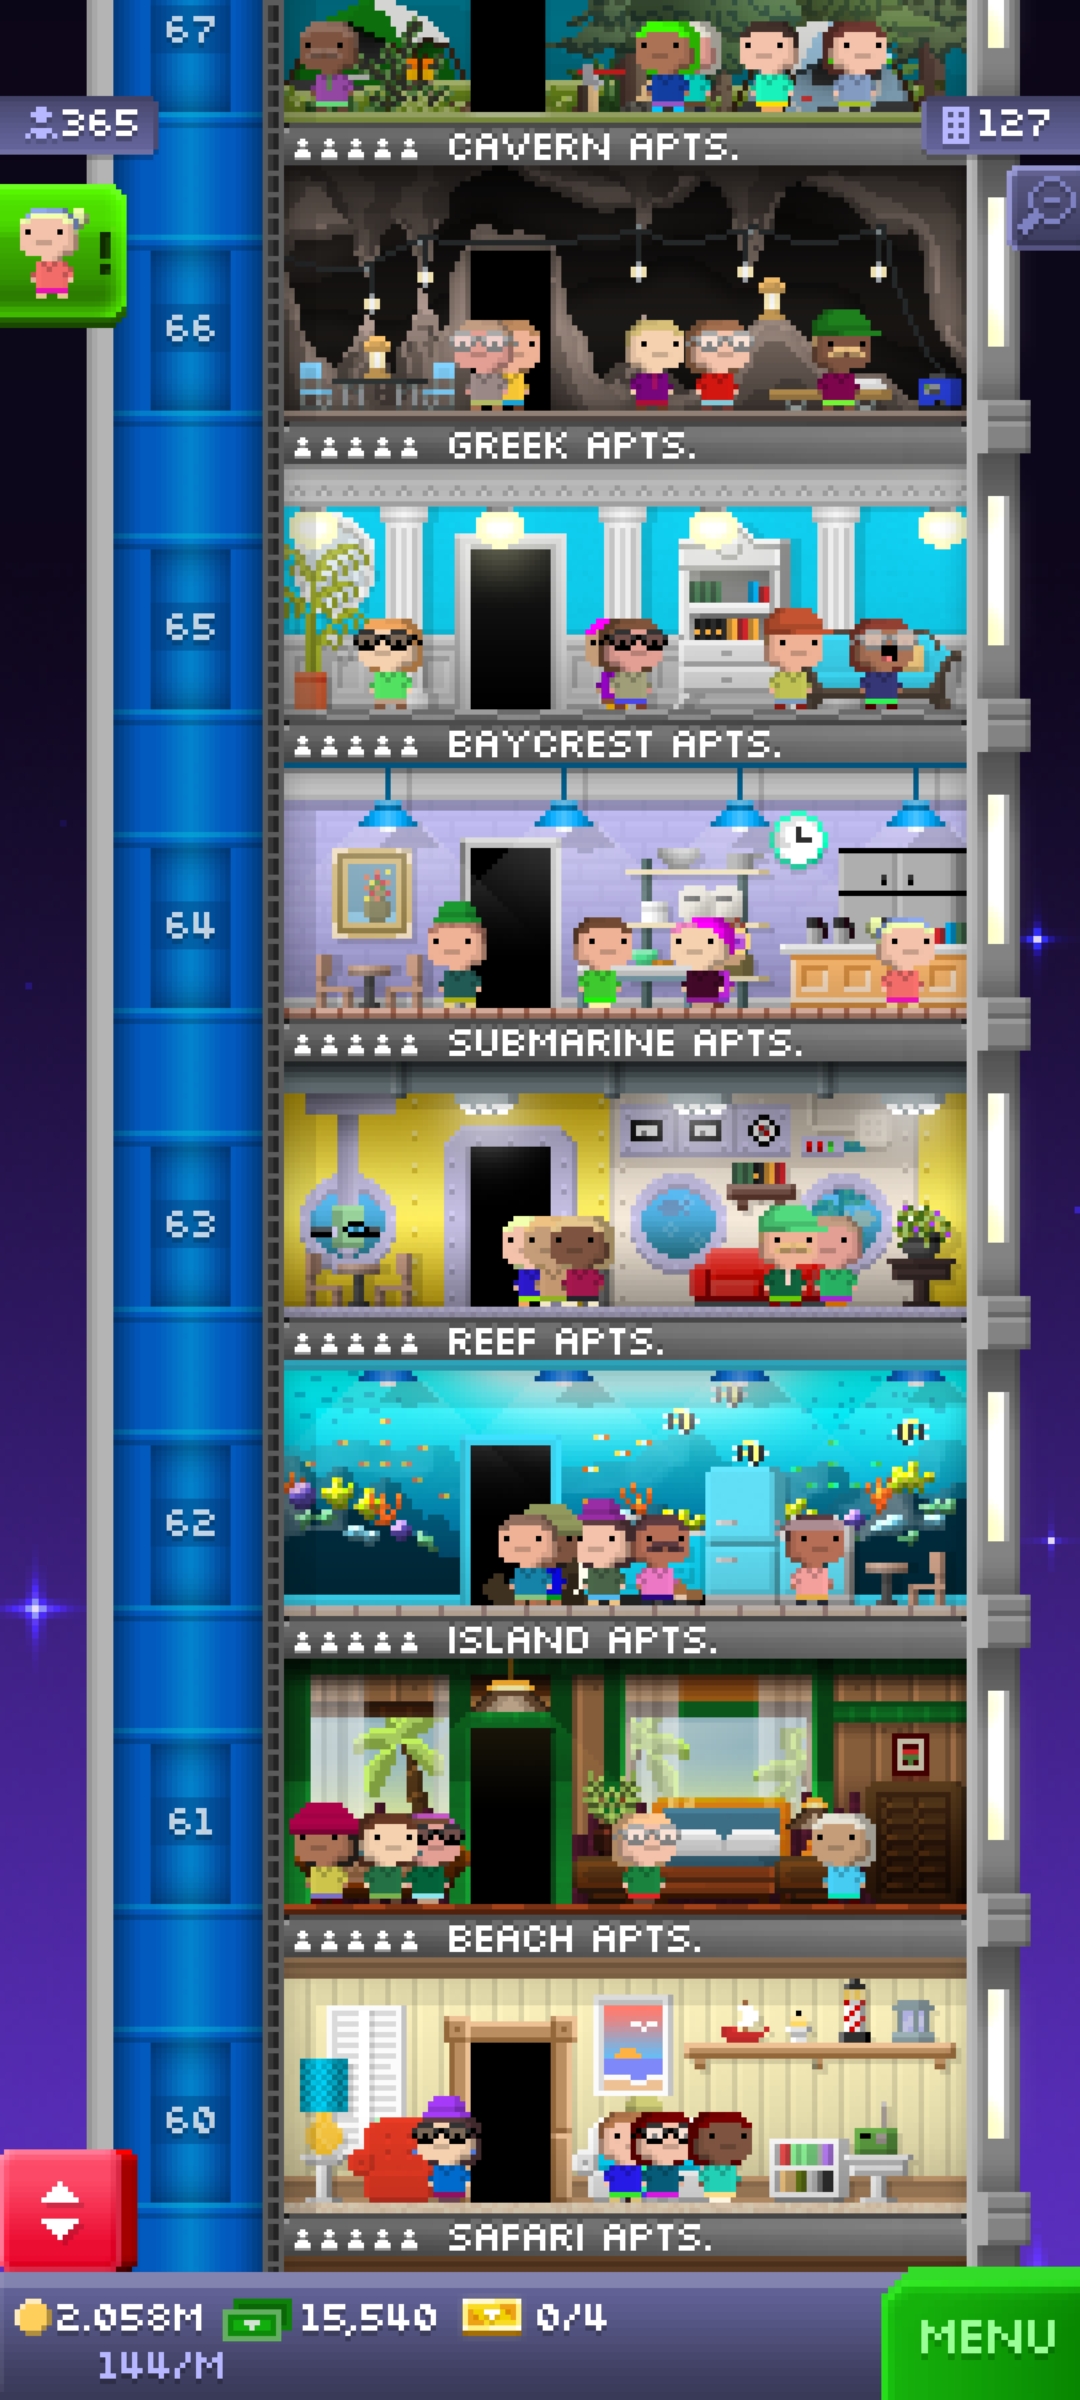 67
365
127
CAVERN APTS.
!
66
GREEK APTS.
65
BAYCREST APTS.
64
SUBMARINE APTS.
63
REEF APTS.
62
ISLAND APTS.
61
BEACH APTS.
60
SAFARI APTS.
2.058M 15,540 0/4
MENU
144/M